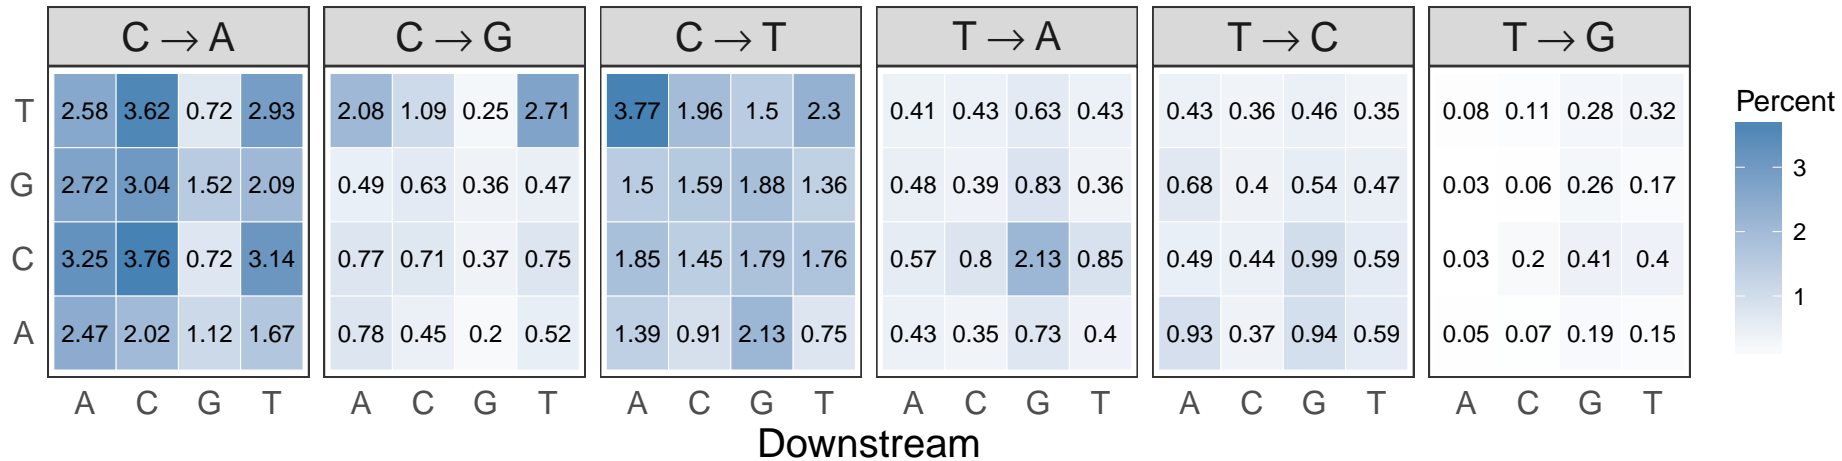 C → A C → G C → T T → A T → C T → G
T 2.58 3.62 0.72 2.93 2.08 1.09 0.25 2.71 3.77 1.96 1.5 2.3 0.41 0.43 0.63 0.43 0.43 0.36 0.46 0.35 0.08 0.11 0.28 0.32
G 2.72 3.04 1.52 2.09 0.49 0.63 0.36 0.47 1.5 1.59 1.88 1.36 0.48 0.39 0.83 0.36 0.68 0.4 0.54 0.47 0.03 0.06 0.26 0.17
C 3.25 3.76 0.72 3.14 0.77 0.71 0.37 0.75 1.85 1.45 1.79 1.76 0.57 0.8 2.13 0.85 0.49 0.44 0.99 0.59 0.03 0.2 0.41 0.4
A 2.47 2.02 1.12 1.67 0.78 0.45 0.2 0.52 1.39 0.91 2.13 0.75 0.43 0.35 0.73 0.4 0.93 0.37 0.94 0.59 0.05 0.07 0.19 0.15
A C G T A C G T A C G T A C G T A C G T A C G T
Downstream
Percent
3
2
1